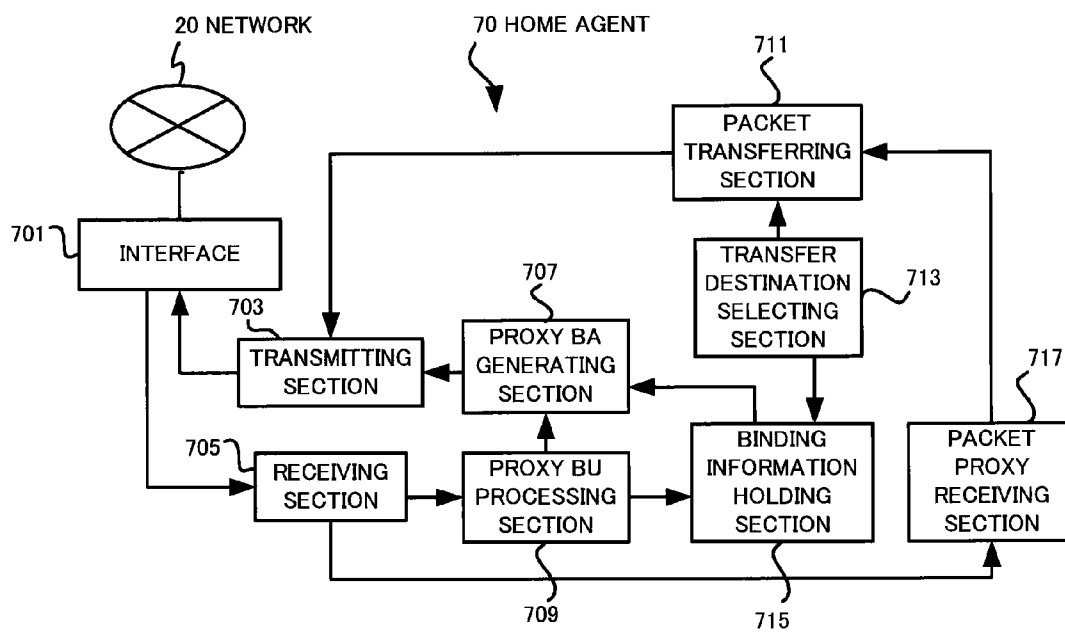 20 NETWORK
70 HOME AGENT
711
PACKET
TRANSFERRING
SECTION
701
INTERFACE
TRANSFER
DESTINATION
SELECTING
SECTION
713
707
703
TRANSMITTING
SECTION
PROXY BA
GENERATING
SECTION
717
705
RECEIVING
SECTION
PROXY BU
PROCESSING
SECTION
BINDING
INFORMATION
HOLDING
SECTION
PACKET
PROXY
RECEIVING
SECTION
709
715